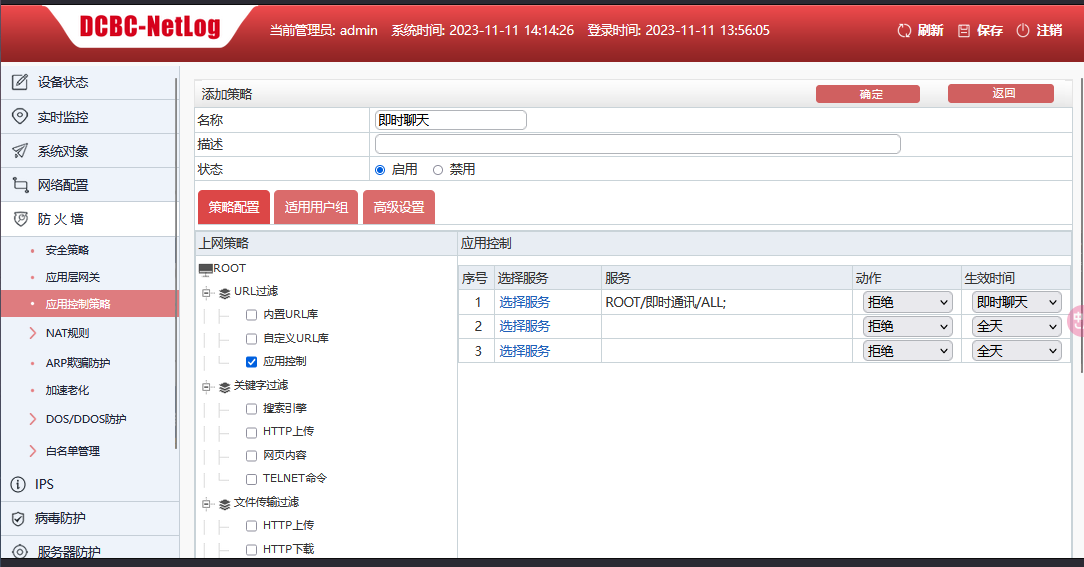 DCBC-NetLog
当前管理员: admin 系统时间: 2023-11-11 14:14:26 登录时间: 2023-11-11 13:56:05
刷新 保存 注销
设备状态
实时监控
系统对象
网络配置
防 火 墙
安全策略
应用层网关
应用控制策略
NAT规则
ARP欺骗防护
加速老化
DOS/DDOS防护
白名单管理
IPS
病毒防护
服务器防护
添加策略 确定 返回
名称 即时聊天
描述
状态 启用 禁用
策略配置 适用用户组 高级设置
上网策略
ROOT
URL过滤
内置URL库
自定义URL库
应用控制
关键字过滤
搜索引擎
HTTP上传
网页内容
TELNET命令
文件传输过滤
HTTP上传
HTTP下载
应用控制
序号 选择服务 服务 动作 生效时间
1 选择服务 ROOT/即时通讯/ALL; 拒绝 即时聊天
2 选择服务 拒绝 全天
3 选择服务 拒绝 全天